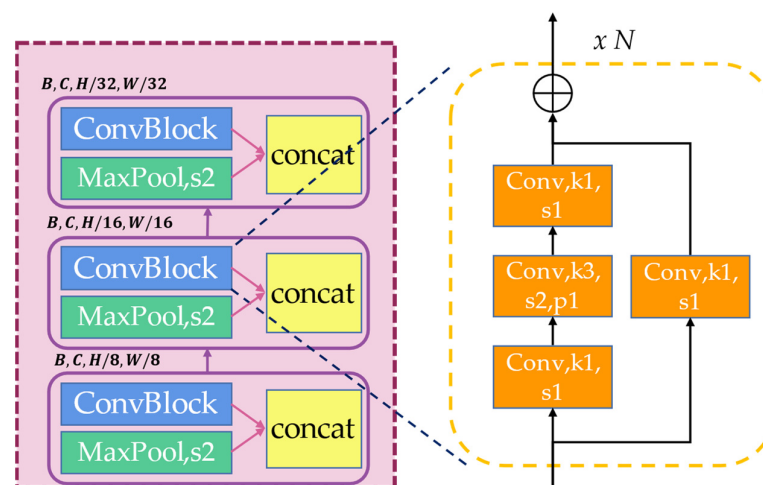 x N
B, C, H/32, W/32
ConvBlock
MaxPool,s2
concat
B, C, H/16, W/16
ConvBlock
MaxPool,s2
concat
B, C, H/8, W/8
ConvBlock
MaxPool,s2
concat
Conv,k1,
s1
Conv,k3,
s2,p1
Conv,k1,
s1
Conv,k1,
s1